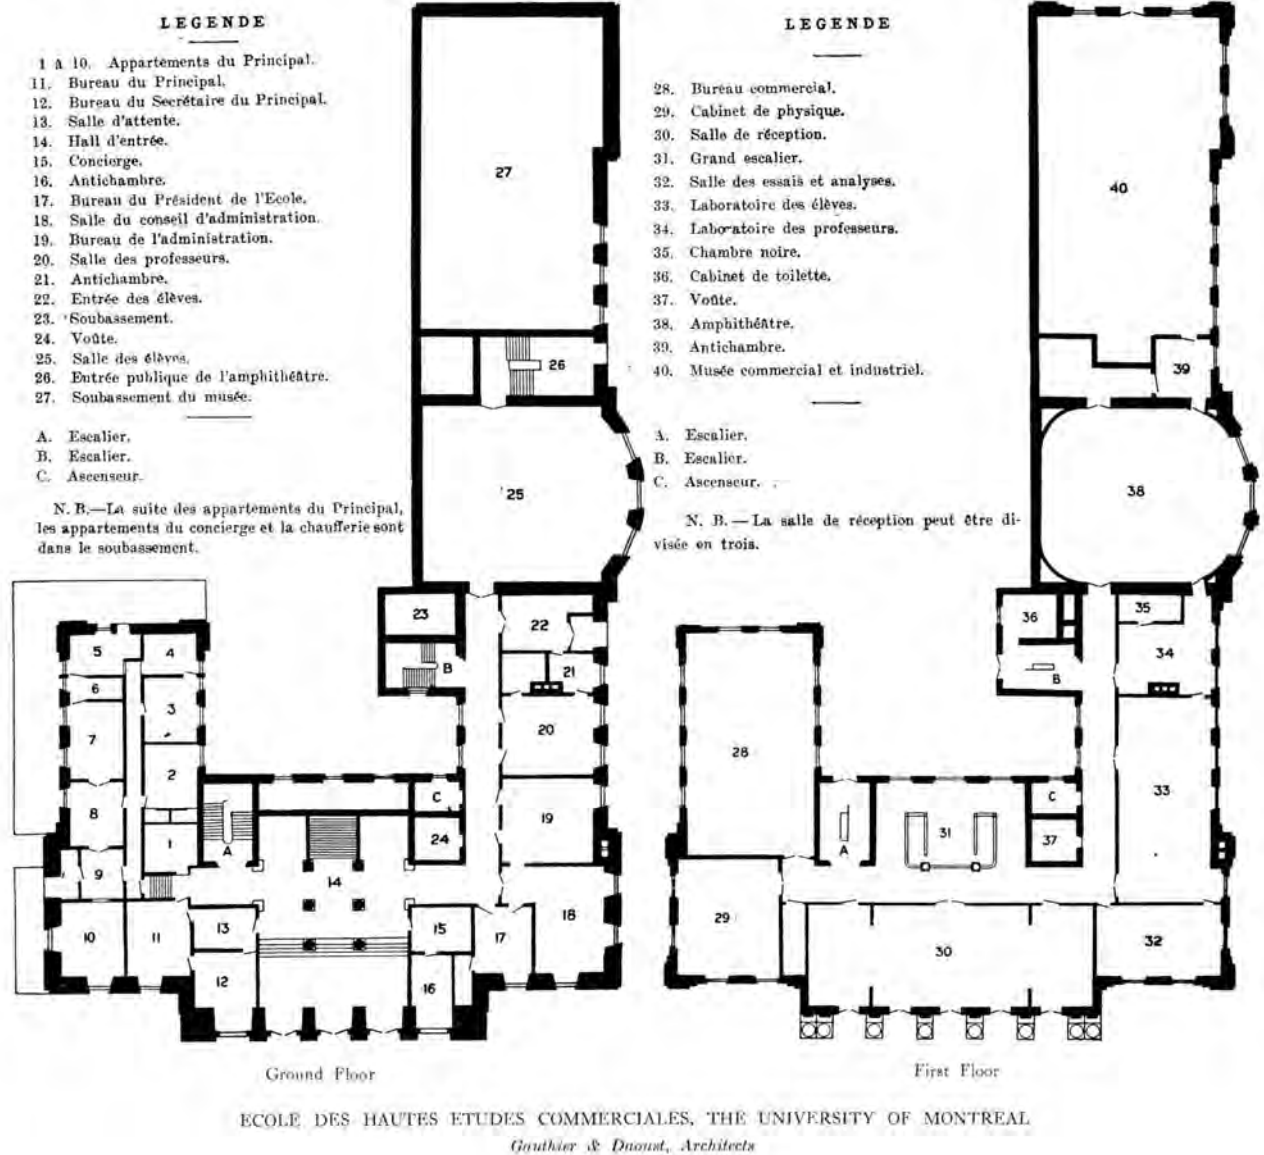 LEGENDE
1 à 10. Appartements du Principal.
11. Bureau du Principal.
12. Bureau du Secrétaire du Principal.
13. Salle d'attente.
14. Hall d'entrée.
15. Concierge.
16. Antichambre.
17. Bureau du Président de l'Ecole.
18. Salle du conseil d'administration.
19. Bureau de l'administration.
20. Salle des professeurs.
21. Antichambre.
22. Entrée des élèves.
23. Soubassement.
24. Voûte.
25. Salle des élèves.
26. Entrée publique de l'amphithéâtre.
27. Soubassement du musée.
A. Escalier.
B. Escalier.
C. Ascenseur.
N. B.—La suite des appartements du Principal,
les appartements du concierge et la chaufferie sont
dans le soubassement.
27
26
25
23
22
B
21
5
4
6
3
7
20
2
C
8
19
24
1
A
9
14
18
13
15
10
11
17
12
16
Ground Floor
LEGENDE
28. Bureau commercial.
29. Cabinet de physique.
30. Salle de réception.
31. Grand escalier.
32. Salle des essais et analyses.
33. Laboratoire des élèves.
34. Laboratoire des professeurs.
35. Chambre noire.
36. Cabinet de toilette.
37. Voûte.
38. Amphithéâtre.
39. Antichambre.
40. Musée commercial et industriel.
A. Escalier.
B. Escalier.
C. Ascenseur.
N. B.—La salle de réception peut être di-
visée en trois.
40
39
38
35
36
34
B
28
33
C
31
37
A
29
30
32
First Floor
ECOLE DES HAUTES ETUDES COMMERCIALES, THE UNIVERSITY OF MONTREAL
Gauthier & Daoust, Architects